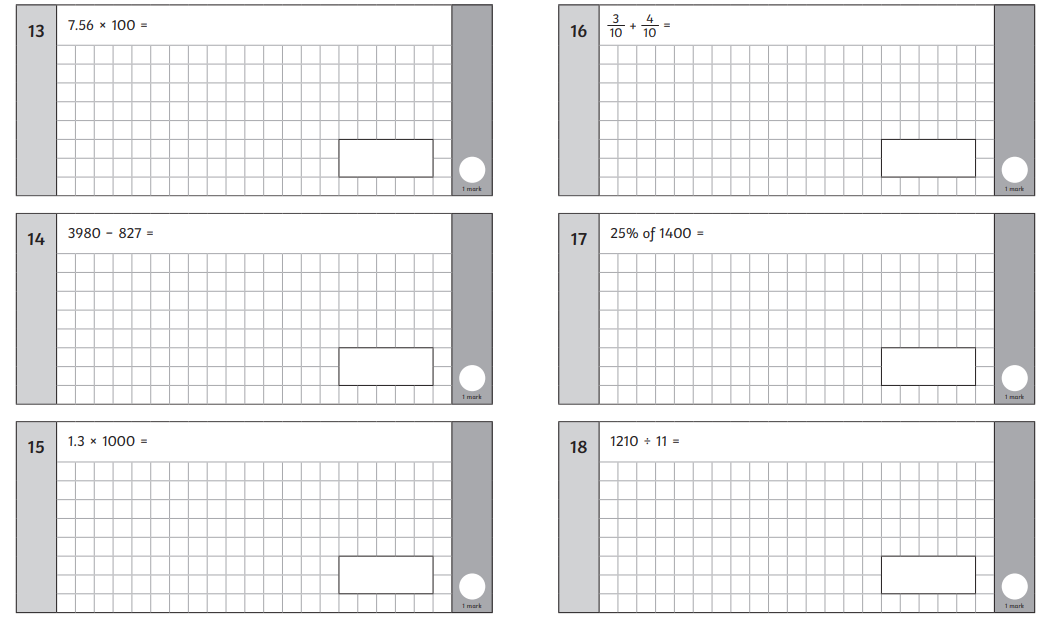 13
7.56 × 100 =
1 mark
14
3980 − 827 =
1 mark
15
1.3 × 1000 =
1 mark
16
3/10 + 4/10 =
1 mark
17
25% of 1400 =
1 mark
18
1210 ÷ 11 =
1 mark